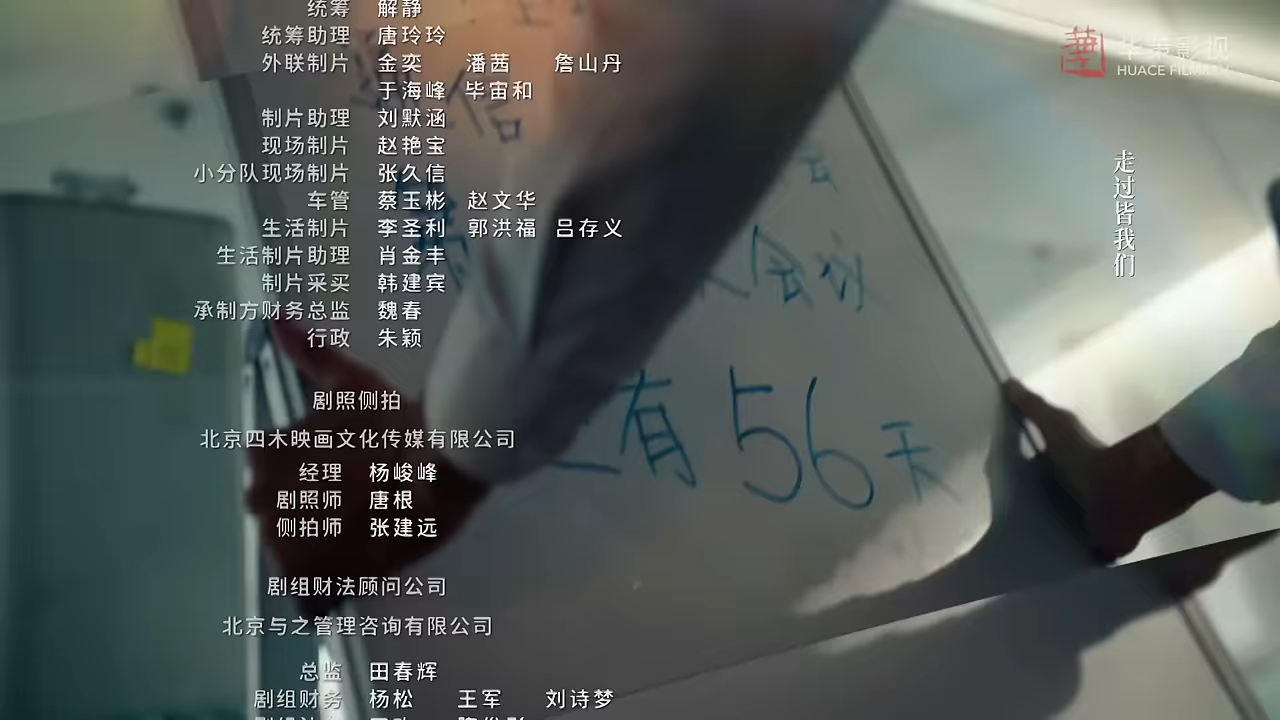 统筹 解静
统筹助理 唐玲玲
外联制片 金奕 潘茜 詹山丹
于海峰 毕宙和
制片助理 刘默涵
现场制片 赵艳宝
小分队现场制片 张久信
车管 蔡玉彬 赵文华
生活制片 李圣利 郭洪福 吕存义
生活制片助理 肖金丰
制片采买 韩建宾
承制方财务总监 魏春
行政 朱颖
剧照侧拍
北京四木映画文化传媒有限公司
经理 杨峻峰
剧照师 唐根
侧拍师 张建远
剧组财法顾问公司
北京与之管理咨询有限公司
总监 田春辉
剧组财务 杨松 王军 刘诗梦
华策影视
HUACE FILM&TV
走过皆我们
会议
有56天